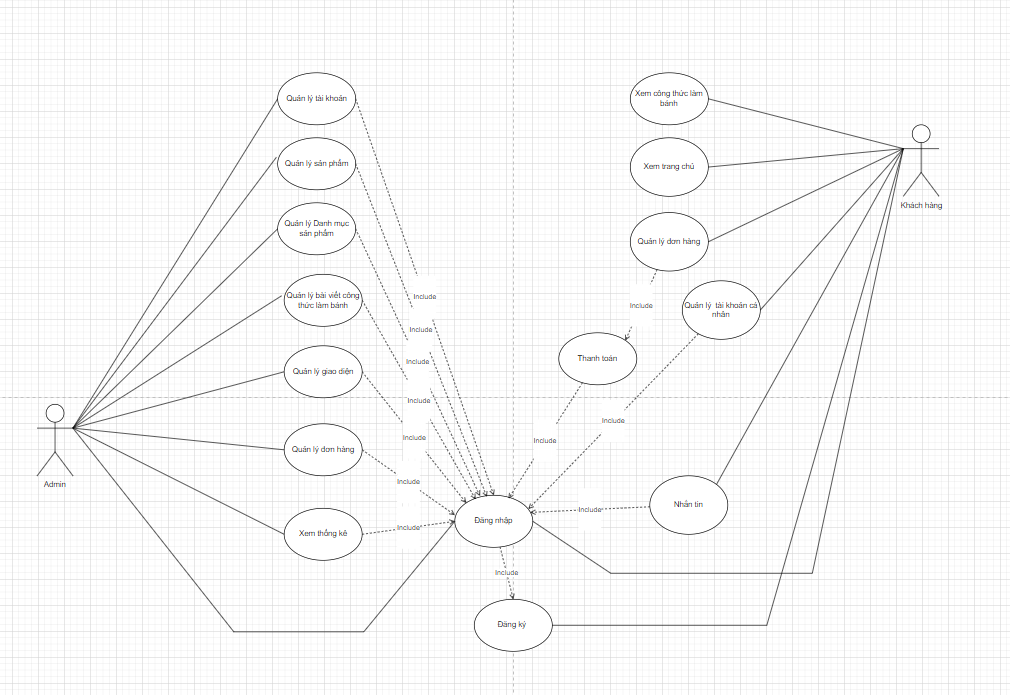 Quản lý tài khoản
Quản lý sản phẩm
Quản lý Danh mục
sản phẩm
Quản lý bài viết công
thức làm bánh
Quản lý giao diện
Quản lý đơn hàng
Xem thống kê
Admin
Include
Include
Include
Include
Include
Include
Include
Đăng nhập
Include
Đăng ký
Xem công thức làm
bánh
Xem trang chủ
Quản lý đơn hàng
Include
Quản lý tài khoản cá
nhân
Thanh toán
Include
Include
Include
Nhắn tin
Khách hàng